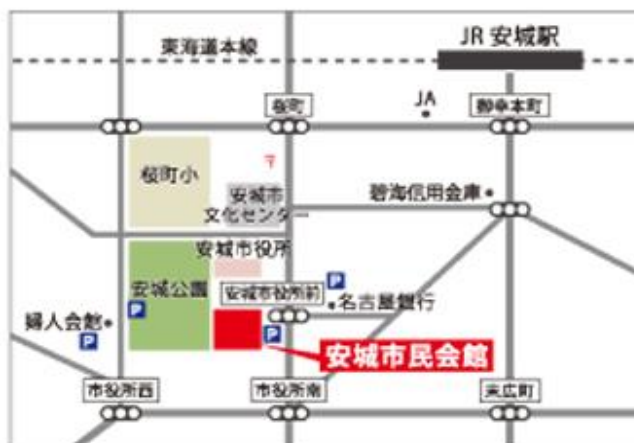 JR 安城駅
東海道本線
桜町
JA
御幸本町
〒
桜町小
安城市
文化センター
碧海信用金庫
安城市役所
安城公園
P
安城市役所前
P
名古屋銀行
婦人会館
P
P
安城市民会館
市役所西
市役所南
末広町